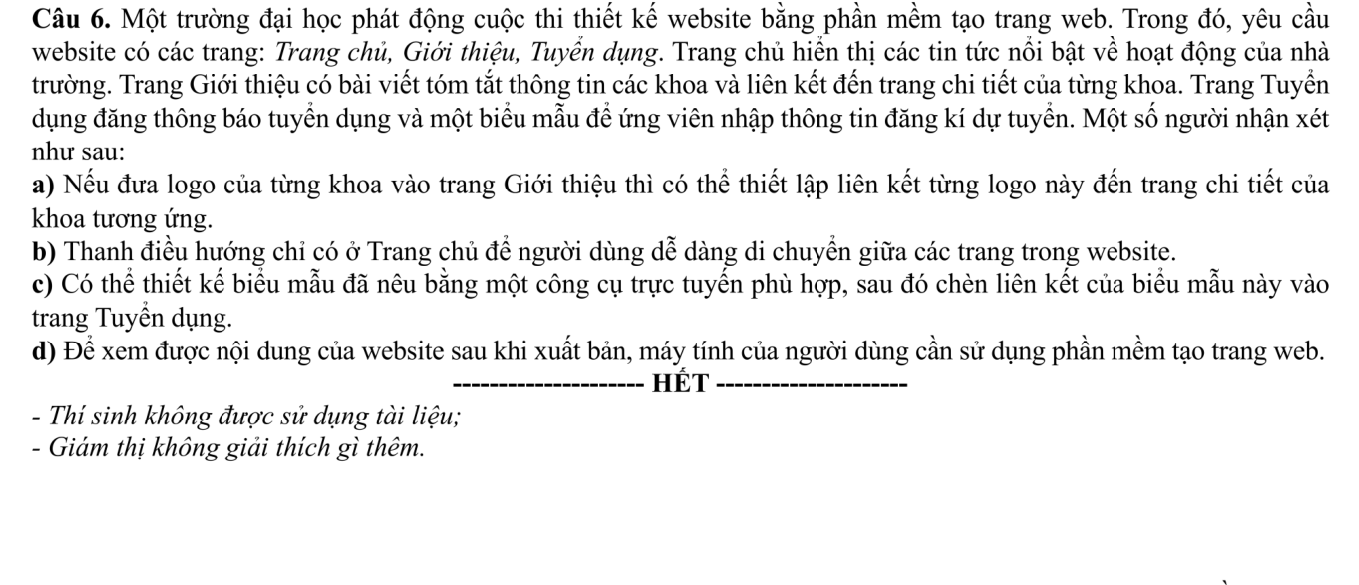 Câu 6. Một trường đại học phát động cuộc thi thiết kế website bằng phần mềm tạo trang web. Trong đó, yêu cầu
website có các trang: Trang chủ, Giới thiệu, Tuyển dụng. Trang chủ hiển thị các tin tức nổi bật về hoạt động của nhà
trường. Trang Giới thiệu có bài viết tóm tắt thông tin các khoa và liên kết đến trang chi tiết của từng khoa. Trang Tuyển
dụng đăng thông báo tuyển dụng và một biểu mẫu để ứng viên nhập thông tin đăng kí dự tuyển. Một số người nhận xét
như sau:
a) Nếu đưa logo của từng khoa vào trang Giới thiệu thì có thể thiết lập liên kết từng logo này đến trang chi tiết của
khoa tương ứng.
b) Thanh điều hướng chỉ có ở Trang chủ để người dùng dễ dàng di chuyển giữa các trang trong website.
c) Có thể thiết kế biểu mẫu đã nêu bằng một công cụ trực tuyến phù hợp, sau đó chèn liên kết của biểu mẫu này vào
trang Tuyển dụng.
d) Để xem được nội dung của website sau khi xuất bản, máy tính của người dùng cần sử dụng phần mềm tạo trang web.
--------------------- HẾT ---------------------
- Thí sinh không được sử dụng tài liệu;
- Giám thị không giải thích gì thêm.